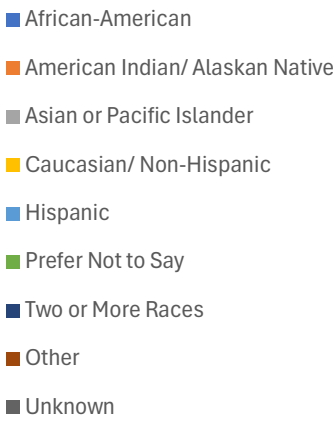 African-American
American Indian/ Alaskan Native
Asian or Pacific Islander
Caucasian/ Non-Hispanic
Hispanic
Prefer Not to Say
Two or More Races
Other
Unknown